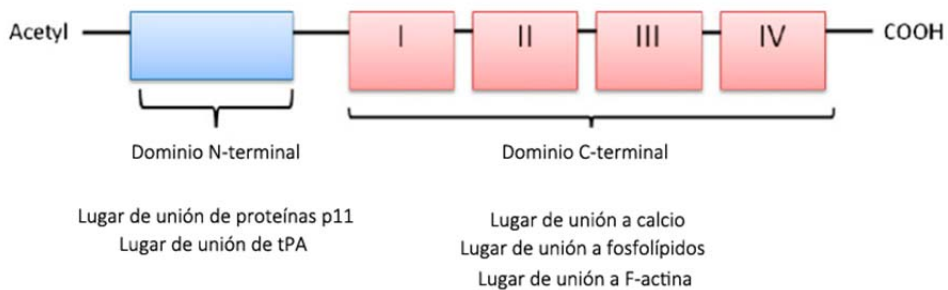 Acetyl
I
II
III
IV
COOH
Dominio N-terminal
Dominio C-terminal
Lugar de unión de proteínas p11
Lugar de unión de tPA
Lugar de unión a calcio
Lugar de unión a fosfolípidos
Lugar de unión a F-actina